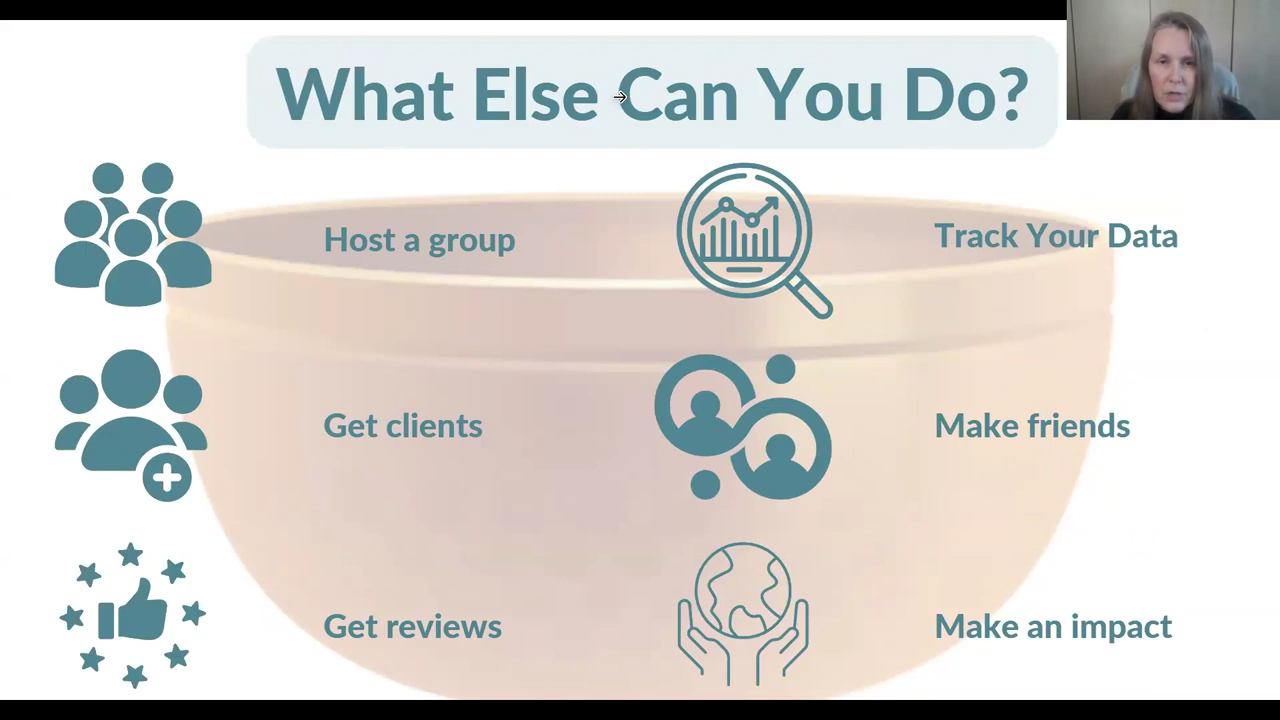 What Else Can You Do?
Host a group
Track Your Data
Get clients
Make friends
Get reviews
Make an impact